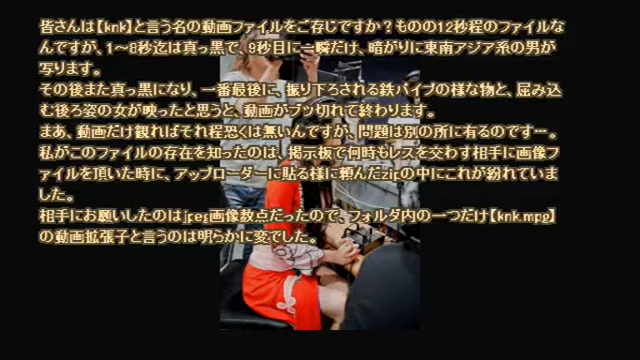 皆さんは【knk】と言う名の動画ファイルをご存じですか？ものの12秒程のファイルな
んですが、1〜8秒迄は真っ黒で、9秒目に一瞬だけ、暗がりに東南アジア系の男が
写ります。
その後また真っ黒になり、一番最後に、振り下ろされる鉄パイプの様な物と、屈み込
む後ろ姿の女が映ったと思うと、動画がブツ切れて終わります。
まあ、動画だけ観ればそれ程恐くは無いんですが、問題は別の所に有るのです…。
私がこのファイルの存在を知ったのは、掲示板で何時もレスを交わす相手に画像フ
ァイルを頂いた時に、アップローダーに貼る様に頼んだzipの中にこれが紛れていま
した。
相手にお願いしたのはjpeg画像数点だったので、フォルダ内の一つだけ【knk.mpg】
の動画拡張子と言うのは明らかに変でした。